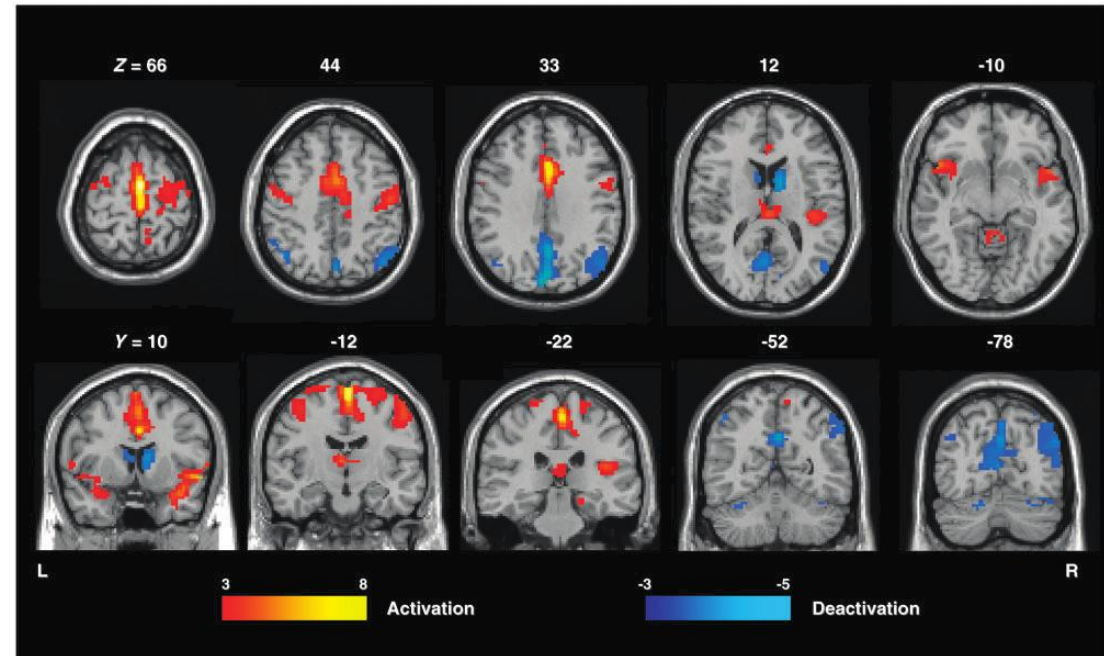 Z = 66 44 33 12 -10
Y = 10 -12 -22 -52 -78
L R
3 8 -3 -5
Activation Deactivation